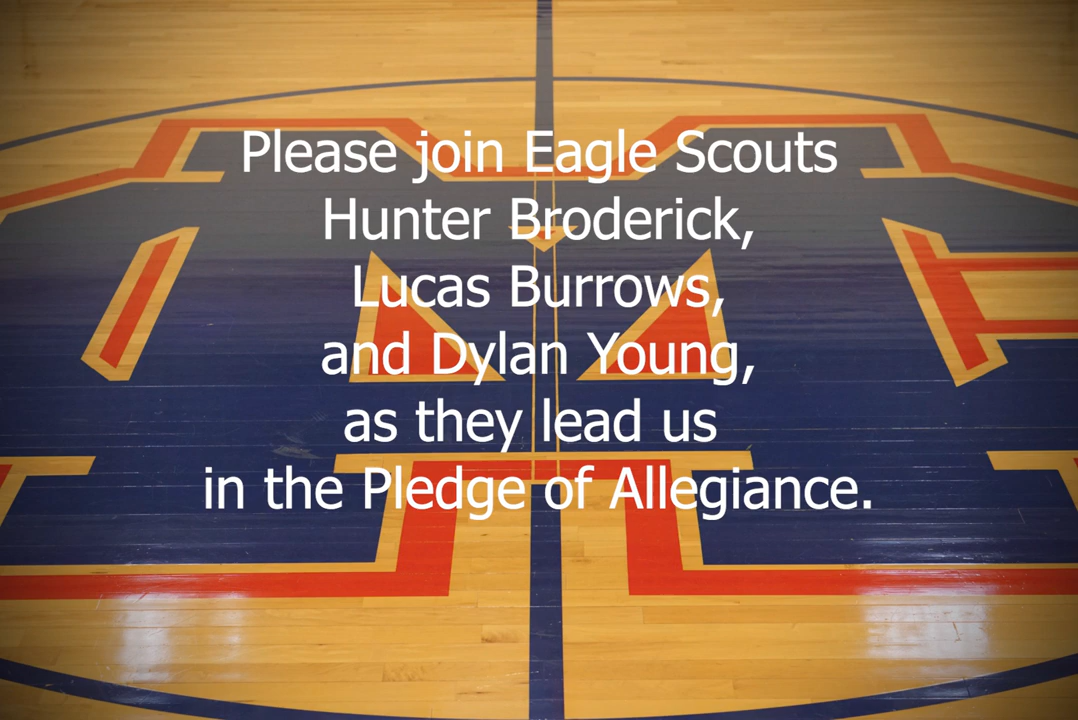 Please join Eagle Scouts
Hunter Broderick,
Lucas Burrows,
and Dylan Young,
as they lead us
in the Pledge of Allegiance.